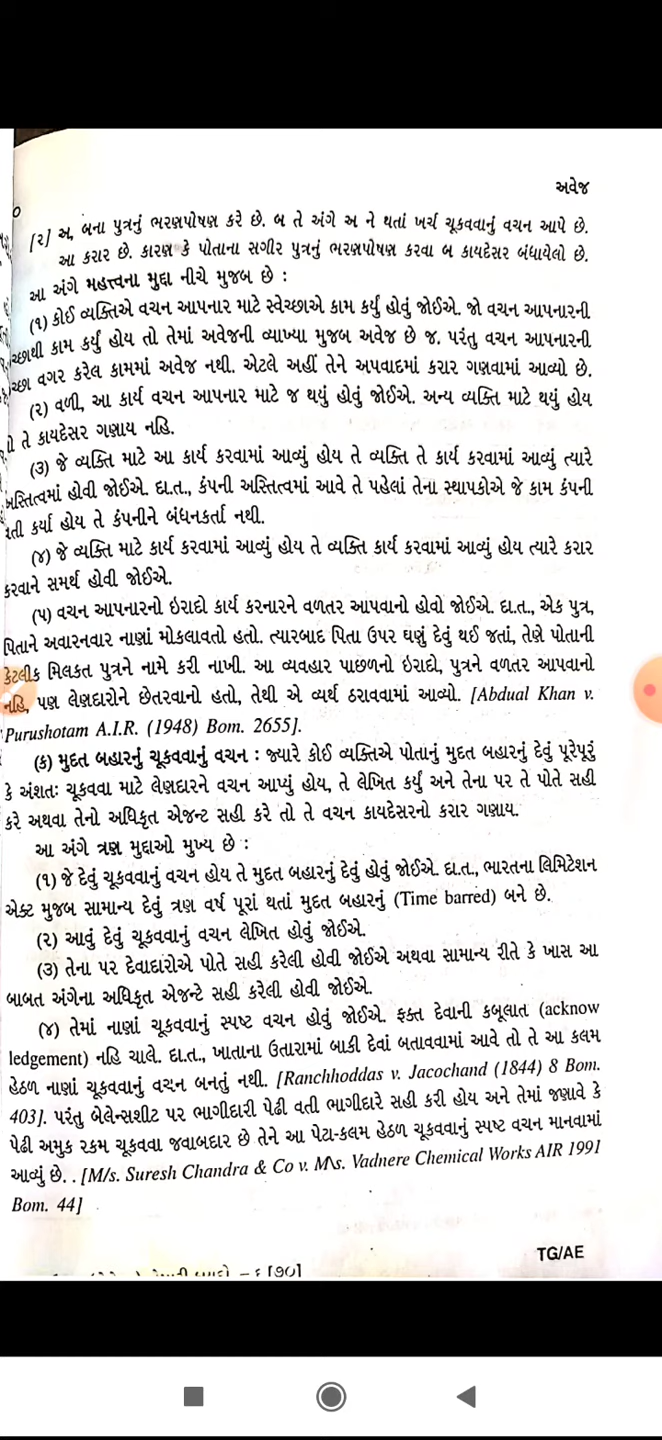 અવેજ
[૨] અ, બના પુત્રનું ભરણપોષણ કરે છે. બ તે અંગે અ ને થતાં ખર્ચ ચૂકવવાનું વચન આપે છે.
આ કરાર છે. કારણ કે પોતાના સગીર પુત્રનું ભરણપોષણ કરવા બ કાયદેસર બંધાયેલો છે.
આ અંગે મહત્ત્વના મુદ્દા નીચે મુજબ છે :
(૧) કોઈ વ્યક્તિએ વચન આપનાર માટે સ્વેચ્છાએ કામ કર્યું હોવું જોઈએ. જો વચન આપનારની
ચ્છાથી કામ કર્યું હોય તો તેમાં અવેજની વ્યાખ્યા મુજબ અવેજ છે જ. પરંતુ વચન આપનારની
ચ્છા વગર કરેલ કામમાં અવેજ નથી. એટલે અહીં તેને અપવાદમાં કરાર ગણવામાં આવ્યો છે.
(૨) વળી, આ કાર્ય વચન આપનાર માટે જ થયું હોવું જોઈએ. અન્ય વ્યક્તિ માટે થયું હોય
ો તે કાયદેસર ગણાય નહિ.
(૩) જે વ્યક્તિ માટે આ કાર્ય કરવામાં આવ્યું હોય તે વ્યક્તિ તે કાર્ય કરવામાં આવ્યું ત્યારે
અસ્તિત્વમાં હોવી જોઈએ. દા.ત., કંપની અસ્તિત્વમાં આવે તે પહેલાં તેના સ્થાપકોએ જે કામ કંપની
વતી કર્યા હોય તે કંપનીને બંધનકર્તા નથી.
(૪) જે વ્યક્તિ માટે કાર્ય કરવામાં આવ્યું હોય તે વ્યક્તિ કાર્ય કરવામાં આવ્યું હોય ત્યારે કરાર
કરવાને સમર્થ હોવી જોઈએ.
(૫) વચન આપનારનો ઇરાદો કાર્ય કરનારને વળતર આપવાનો હોવો જોઈએ. દા.ત., એક પુત્ર,
પિતાને અવારનવાર નાણાં મોકલાવતો હતો. ત્યારબાદ પિતા ઉપર ઘણું દેવું થઈ જતાં, તેણે પોતાની
કેટલીક મિલકત પુત્રને નામે કરી નાખી. આ વ્યવહાર પાછળનો ઇરાદો, પુત્રને વળતર આપવાનો
નહિ, પણ લેણદારોને છેતરવાનો હતો, તેથી એ વ્યર્થ ઠરાવવામાં આવ્યો. [Abdual Khan v.
Purushotam A.I.R. (1948) Bom. 2655].
(ક) મુદત બહારનું ચૂકવવાનું વચન : જ્યારે કોઈ વ્યક્તિએ પોતાનું મુદત બહારનું દેવું પૂરેપૂરું
કે અંશતઃ ચૂકવવા માટે લેણદારને વચન આપ્યું હોય, તે લેખિત કર્યું અને તેના પર તે પોતે સહી
કરે અથવા તેનો અધિકૃત એજન્ટ સહી કરે તો તે વચન કાયદેસરનો કરાર ગણાય.
આ અંગે ત્રણ મુદ્દાઓ મુખ્ય છે :
(૧) જે દેવું ચૂકવવાનું વચન હોય તે મુદત બહારનું દેવું હોવું જોઈએ. દા.ત., ભારતના લિમિટેશન
એક્ટ મુજબ સામાન્ય દેવું ત્રણ વર્ષ પૂરાં થતાં મુદત બહારનું (Time barred) બને છે.
(૨) આવું દેવું ચૂકવવાનું વચન લેખિત હોવું જોઈએ.
(૩) તેના પર દેવાદારોએ પોતે સહી કરેલી હોવી જોઈએ અથવા સામાન્ય રીતે કે ખાસ આ
બાબત અંગેના અધિકૃત એજન્ટે સહી કરેલી હોવી જોઈએ.
(૪) તેમાં નાણાં ચૂકવવાનું સ્પષ્ટ વચન હોવું જોઈએ. ફક્ત દેવાની કબૂલાત (acknow
ledgement) નહિ ચાલે. દા.ત., ખાતાના ઉતારામાં બાકી દેવાં બતાવવામાં આવે તો તે આ કલમ
હેઠળ નાણાં ચૂકવવાનું વચન બનતું નથી. [Ranchhoddas v. Jacochand (1844) 8 Bom.
403]. પરંતુ બેલેન્સશીટ પર ભાગીદારી પેઢી વતી ભાગીદારે સહી કરી હોય અને તેમાં જણાવે કે
પેઢી અમુક રકમ ચૂકવવા જવાબદાર છે તેને આ પેટા-કલમ હેઠળ ચૂકવવાનું સ્પષ્ટ વચન માનવામાં
આવ્યું છે. . [M/s. Suresh Chandra & Co v. M\s. Vadnere Chemical Works AIR 1991
Bom. 44]
TG/AE
– ૬ [૭૦]